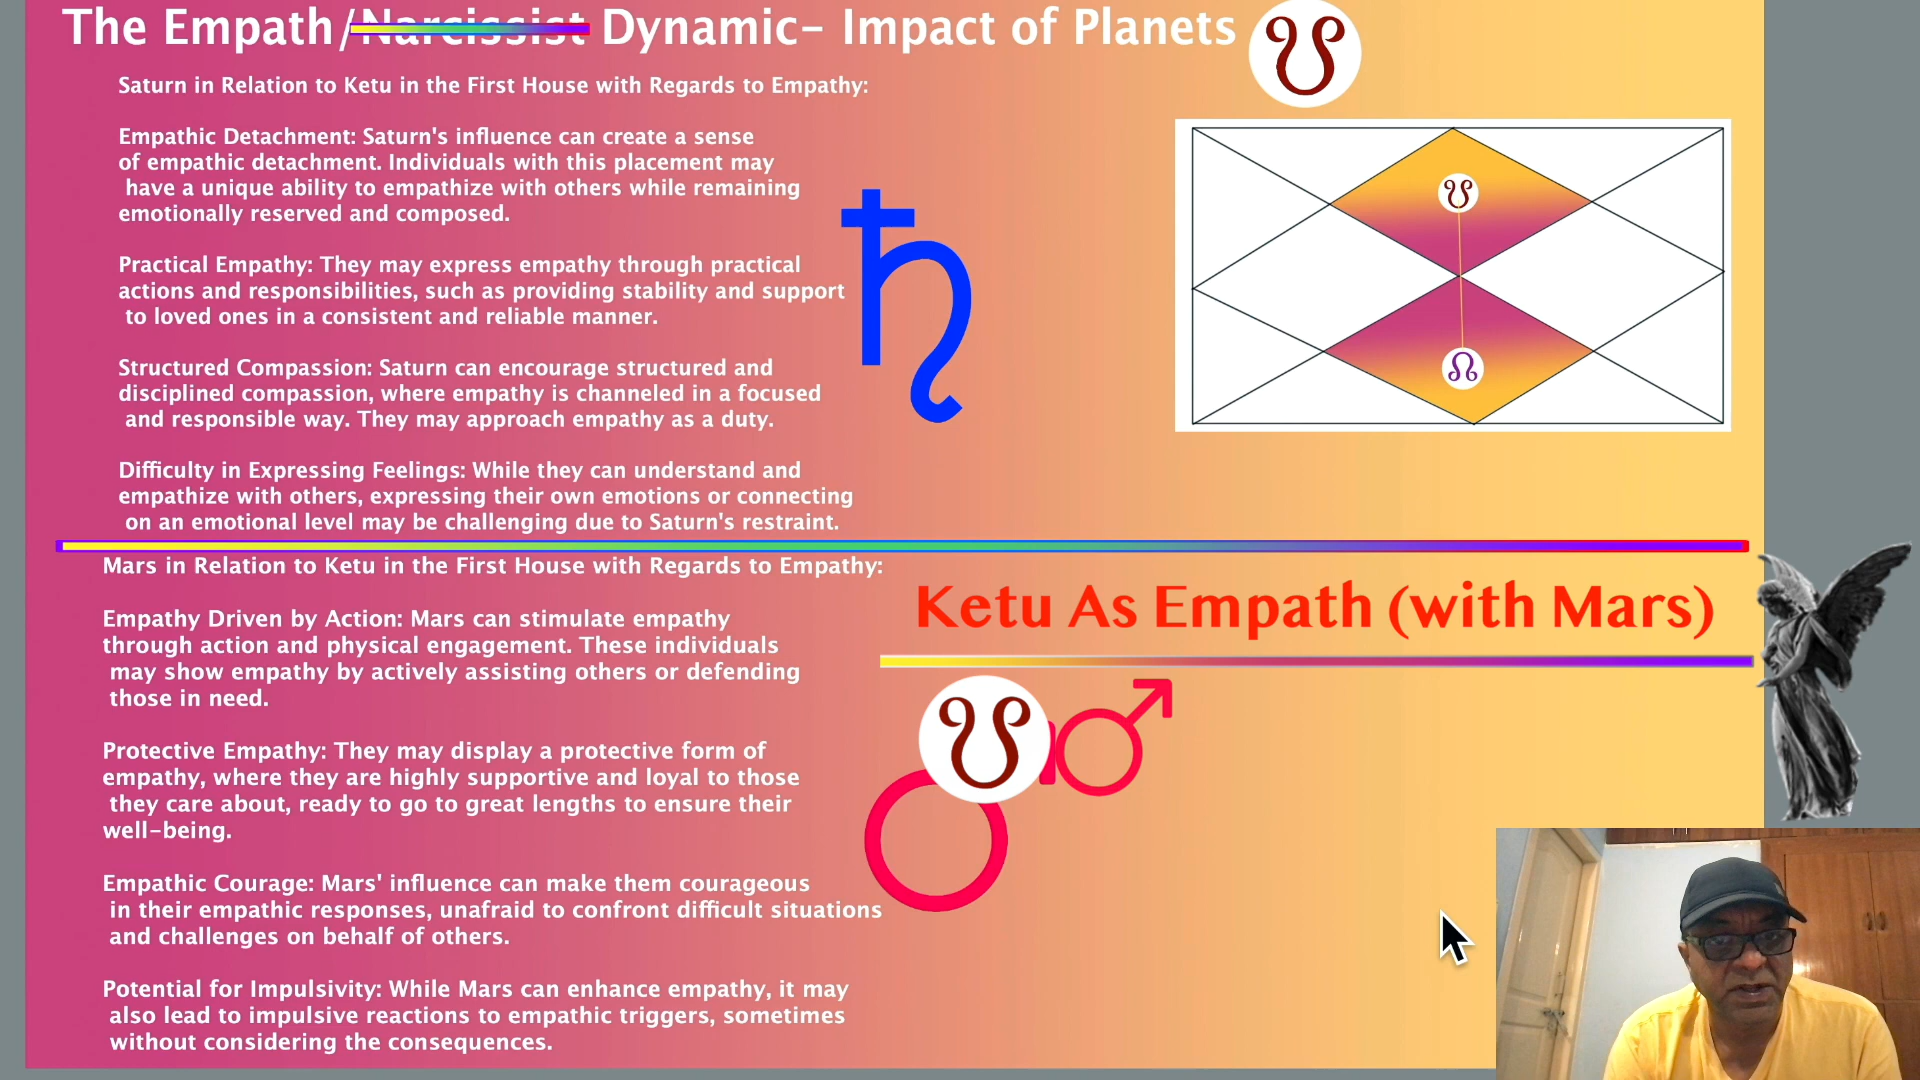 The Empath/Narcissist Dynamic- Impact of Planets
Saturn in Relation to Ketu in the First House with Regards to Empathy:
Empathic Detachment: Saturn's influence can create a sense
of empathic detachment. Individuals with this placement may
have a unique ability to empathize with others while remaining
emotionally reserved and composed.
Practical Empathy: They may express empathy through practical
actions and responsibilities, such as providing stability and support
to loved ones in a consistent and reliable manner.
Structured Compassion: Saturn can encourage structured and
disciplined compassion, where empathy is channeled in a focused
and responsible way. They may approach empathy as a duty.
Difficulty in Expressing Feelings: While they can understand and
empathize with others, expressing their own emotions or connecting
on an emotional level may be challenging due to Saturn's restraint.
Mars in Relation to Ketu in the First House with Regards to Empathy:
Ketu As Empath (with Mars)
Empathy Driven by Action: Mars can stimulate empathy
through action and physical engagement. These individuals
may show empathy by actively assisting others or defending
those in need.
Protective Empathy: They may display a protective form of
empathy, where they are highly supportive and loyal to those
they care about, ready to go to great lengths to ensure their
well-being.
Empathic Courage: Mars' influence can make them courageous
in their empathic responses, unafraid to confront difficult situations
and challenges on behalf of others.
Potential for Impulsivity: While Mars can enhance empathy, it may
also lead to impulsive reactions to empathic triggers, sometimes
without considering the consequences.